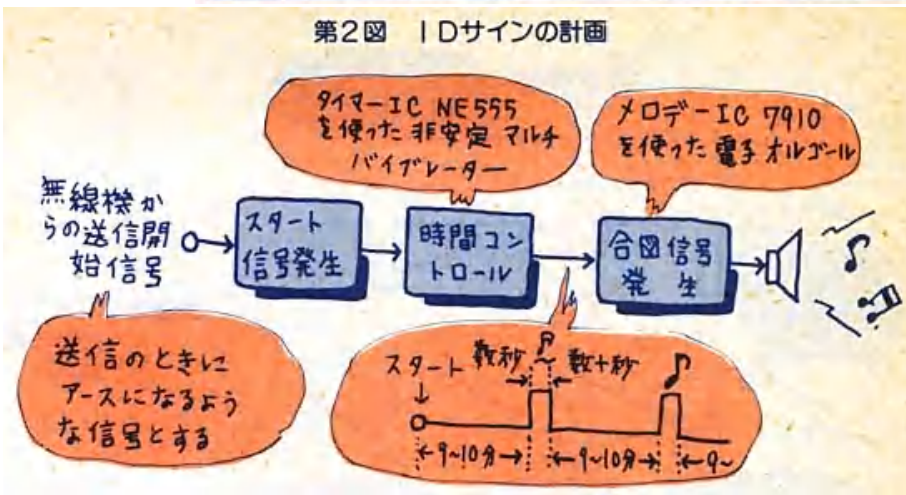 第2図　IDサインの計画
タイマーIC NE555
を使った非安定マルチ
バイブレーター
メロデーIC 7910
を使った電子オルゴール
無線機か
らの送信開
始信号
スタート
信号発生
時間コン
トロール
合図信号
発生
送信のときに
アースになるよう
な信号とする
スタート
数秒
数十秒
9~10分
9~10分
9~